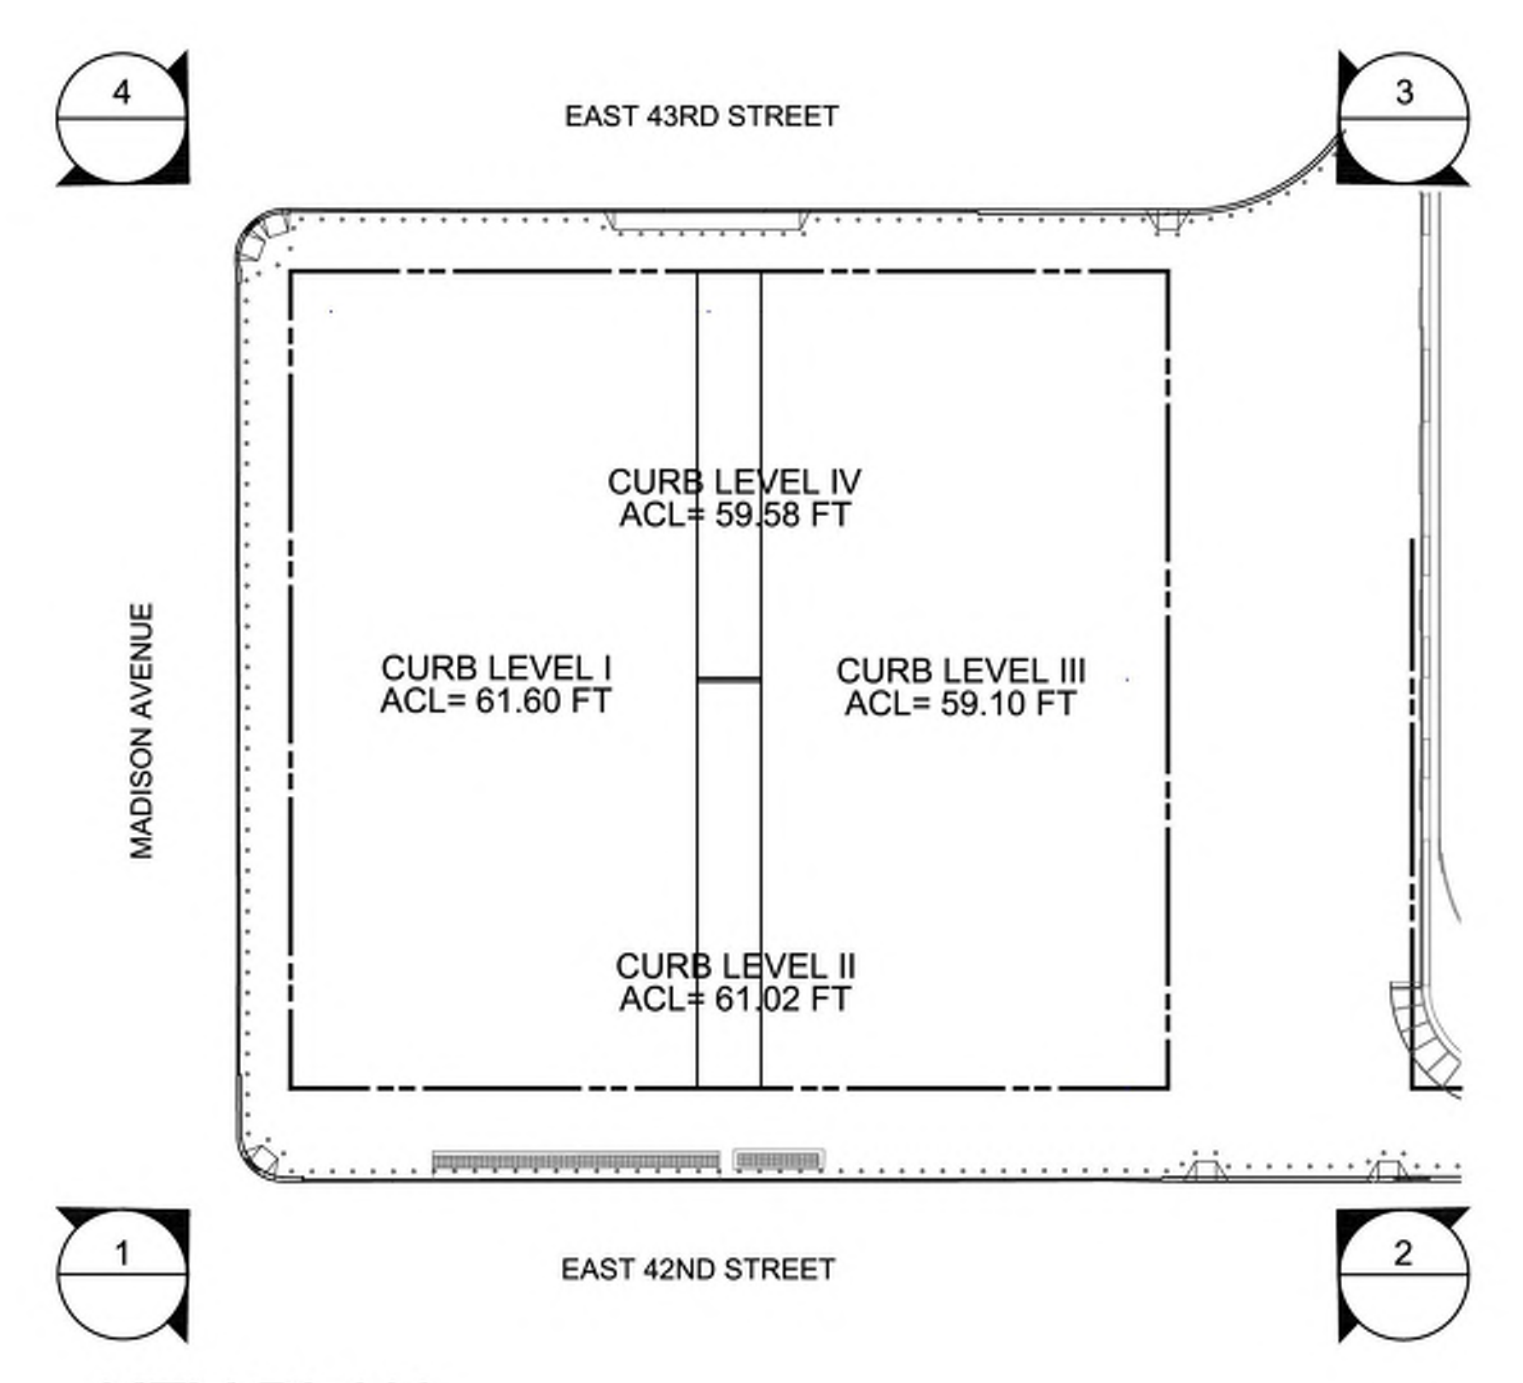 4
EAST 43RD STREET
3
CURB LEVEL IV
ACL= 59.58 FT
MADISON AVENUE
CURB LEVEL I
ACL= 61.60 FT
CURB LEVEL III
ACL= 59.10 FT
CURB LEVEL II
ACL= 61.02 FT
1
EAST 42ND STREET
2